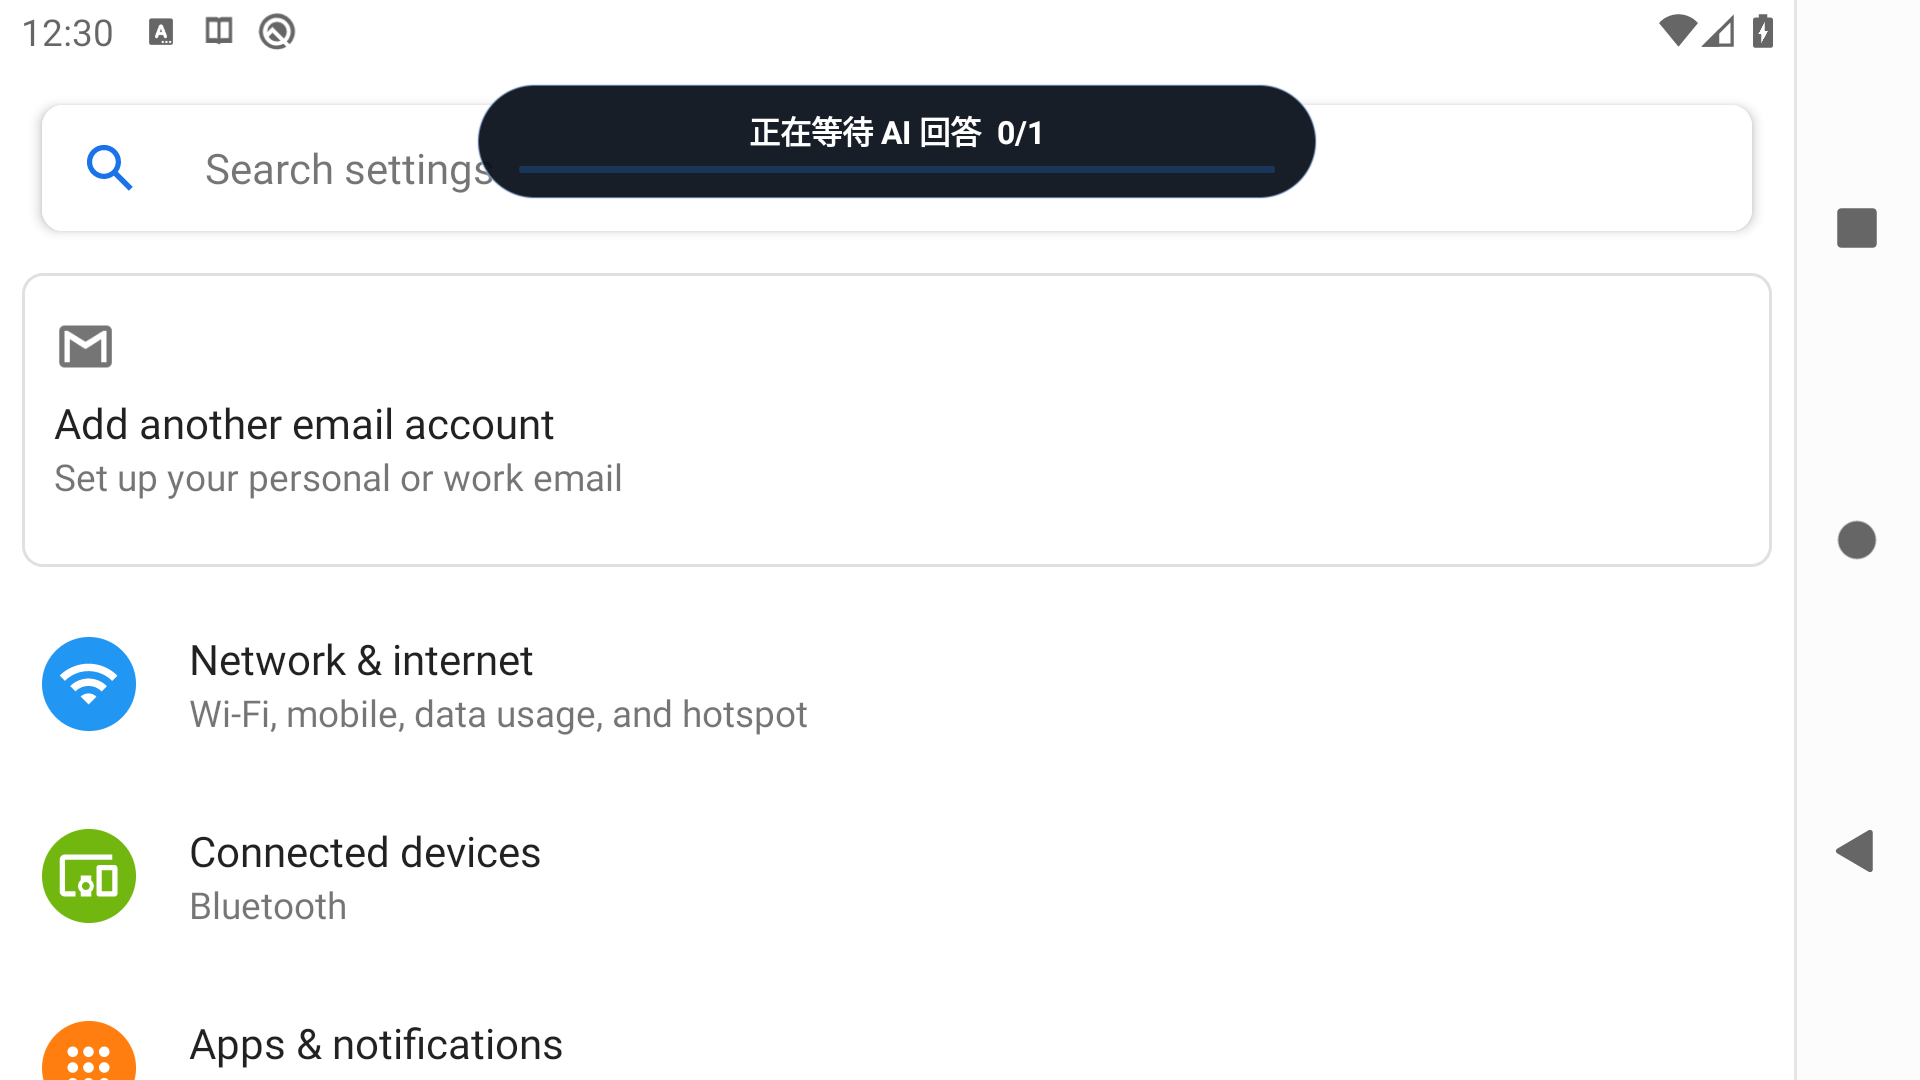 12:30
正在等待 AI 回答 0/1
Search settings
Add another email account
Set up your personal or work email
Network & internet
Wi-Fi, mobile, data usage, and hotspot
Connected devices
Bluetooth
Apps & notifications